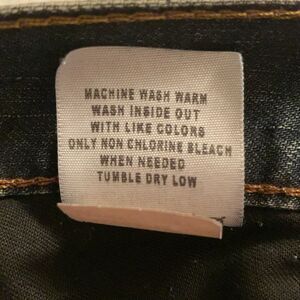 MACHINE WASH WARM
WASH INSIDE OUT
WITH LIKE COLORS
ONLY NON CHLORINE BLEACH
WHEN NEEDED
TUMBLE DRY LOW